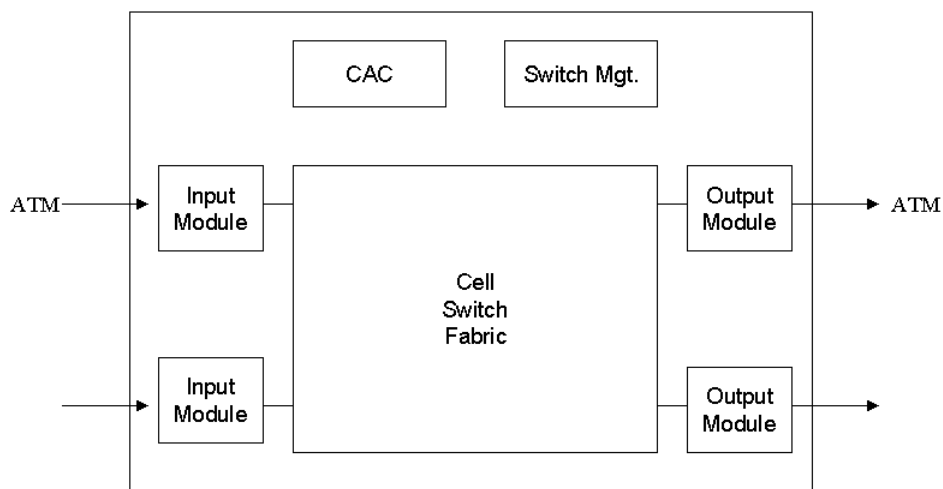 CAC
Switch Mgt.
ATM
Input
Module
Output
Module
ATM
Cell
Switch
Fabric
Input
Module
Output
Module